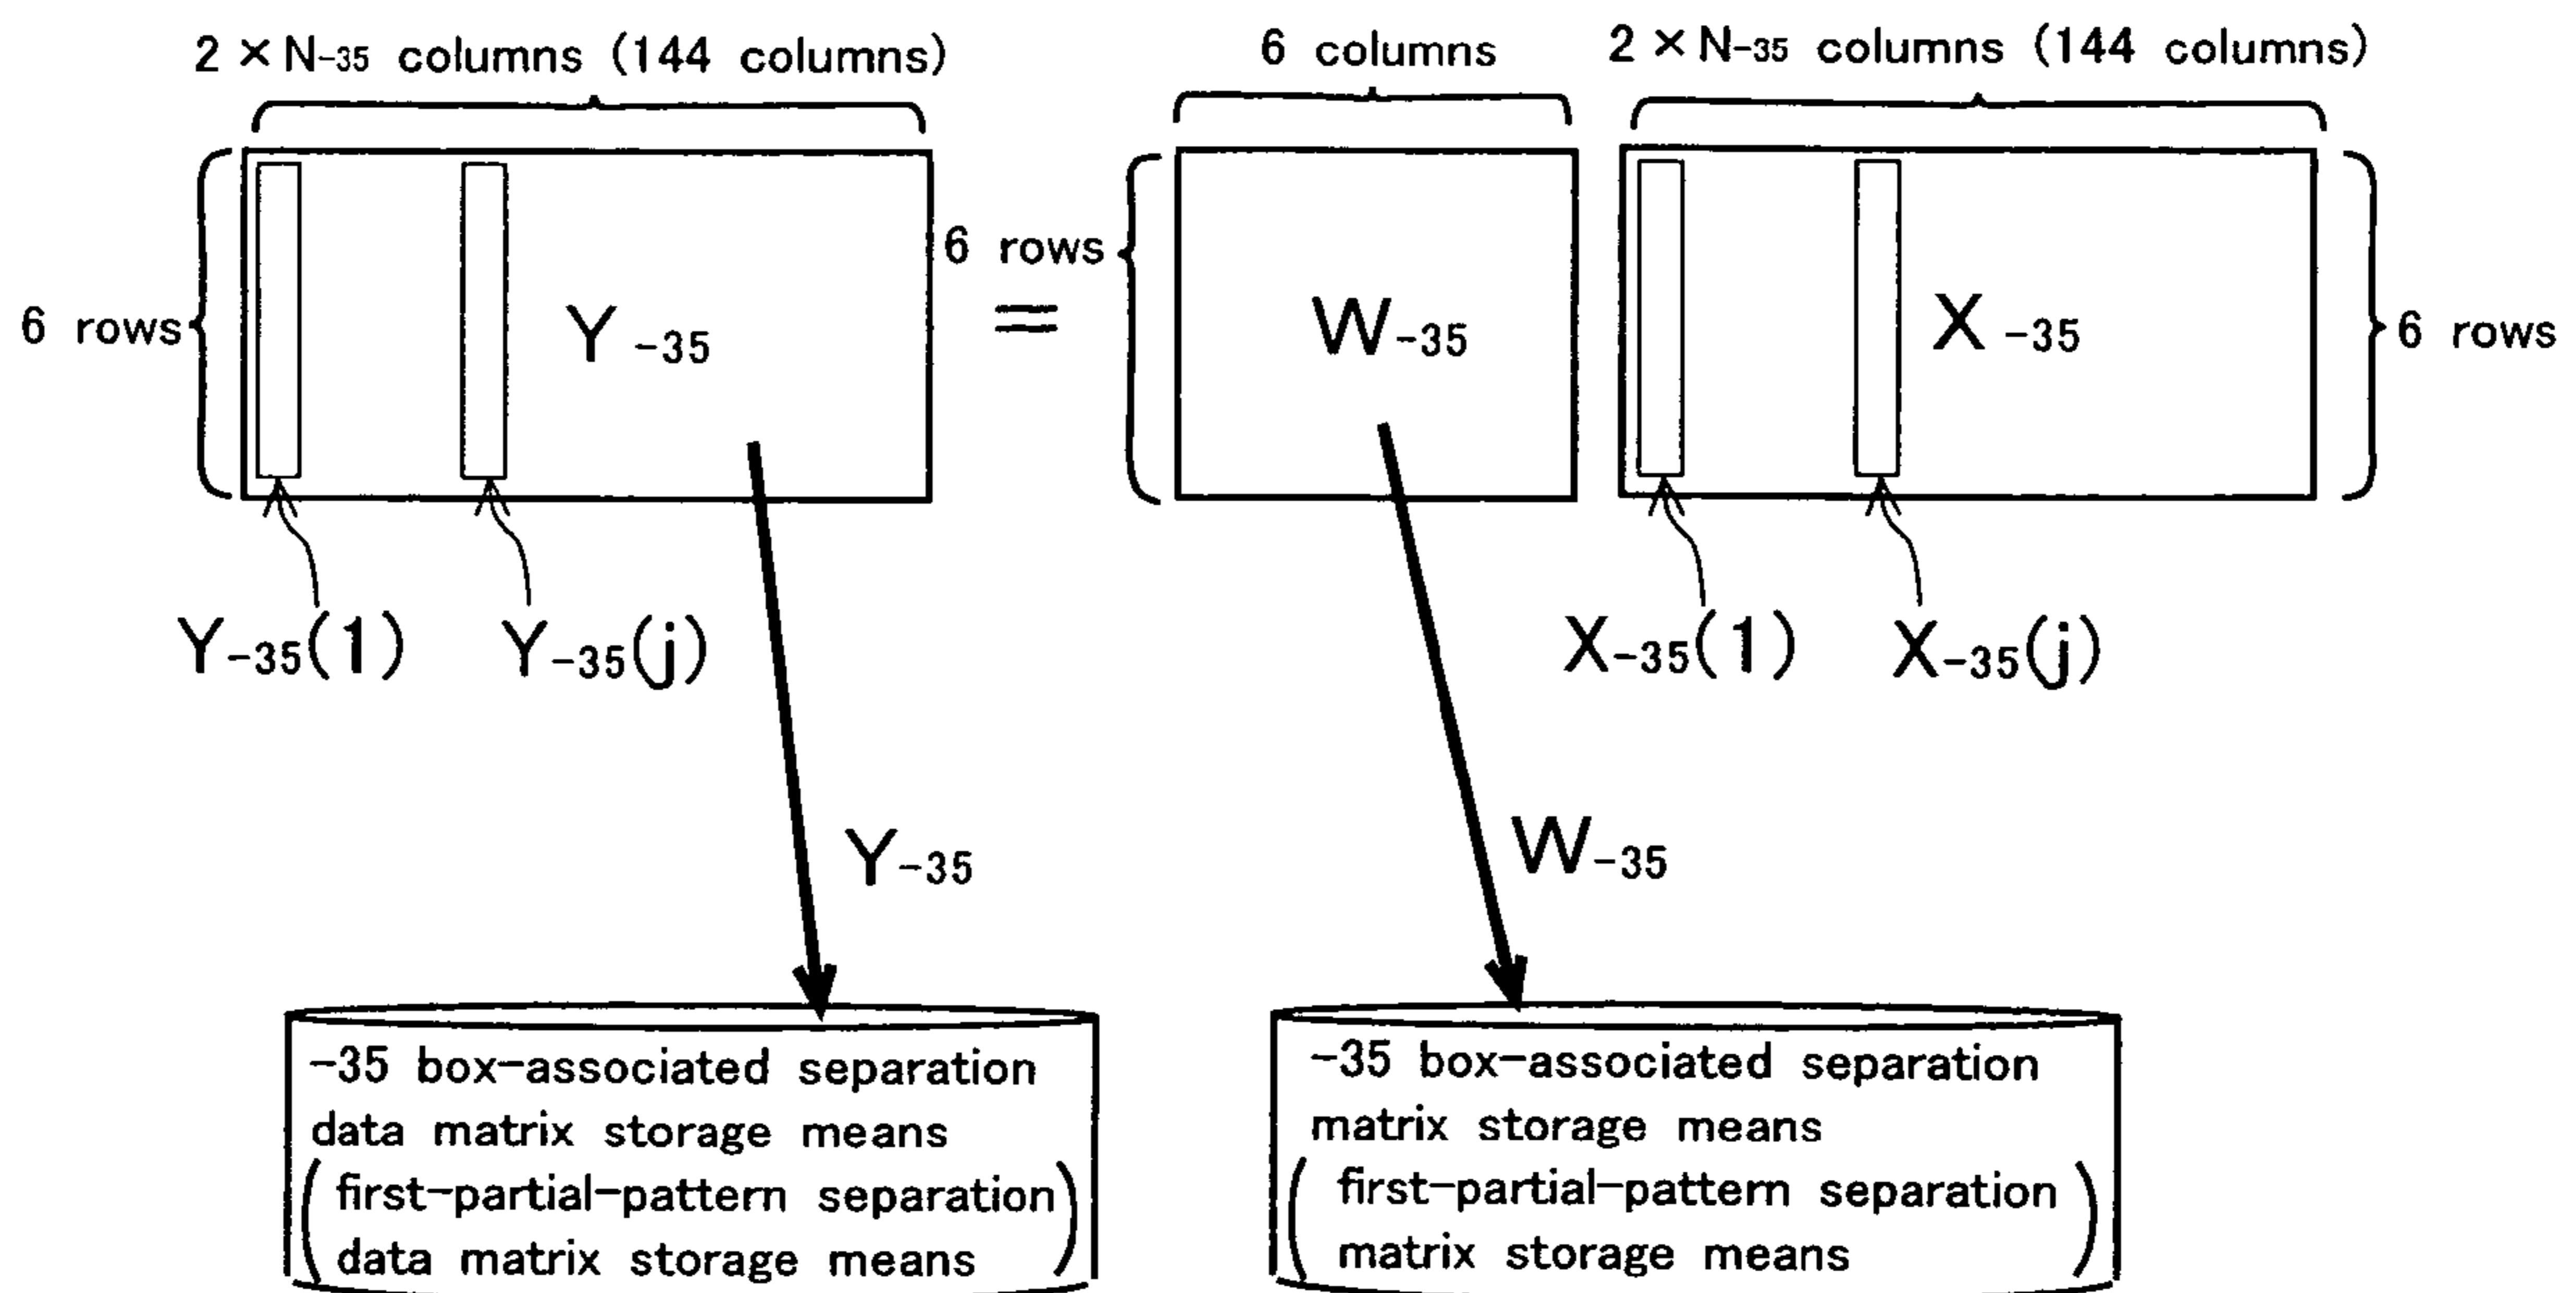 2 × N-35 columns (144 columns)
6 columns
2 × N-35 columns (144 columns)
6 rows
Y-35
=
6 rows
W-35
X-35
6 rows
Y-35(1)
Y-35(j)
X-35(1)
X-35(j)
Y-35
W-35
-35 box-associated separation
data matrix storage means
(first-partial-pattern separation
data matrix storage means)
-35 box-associated separation
matrix storage means
(first-partial-pattern separation
matrix storage means)